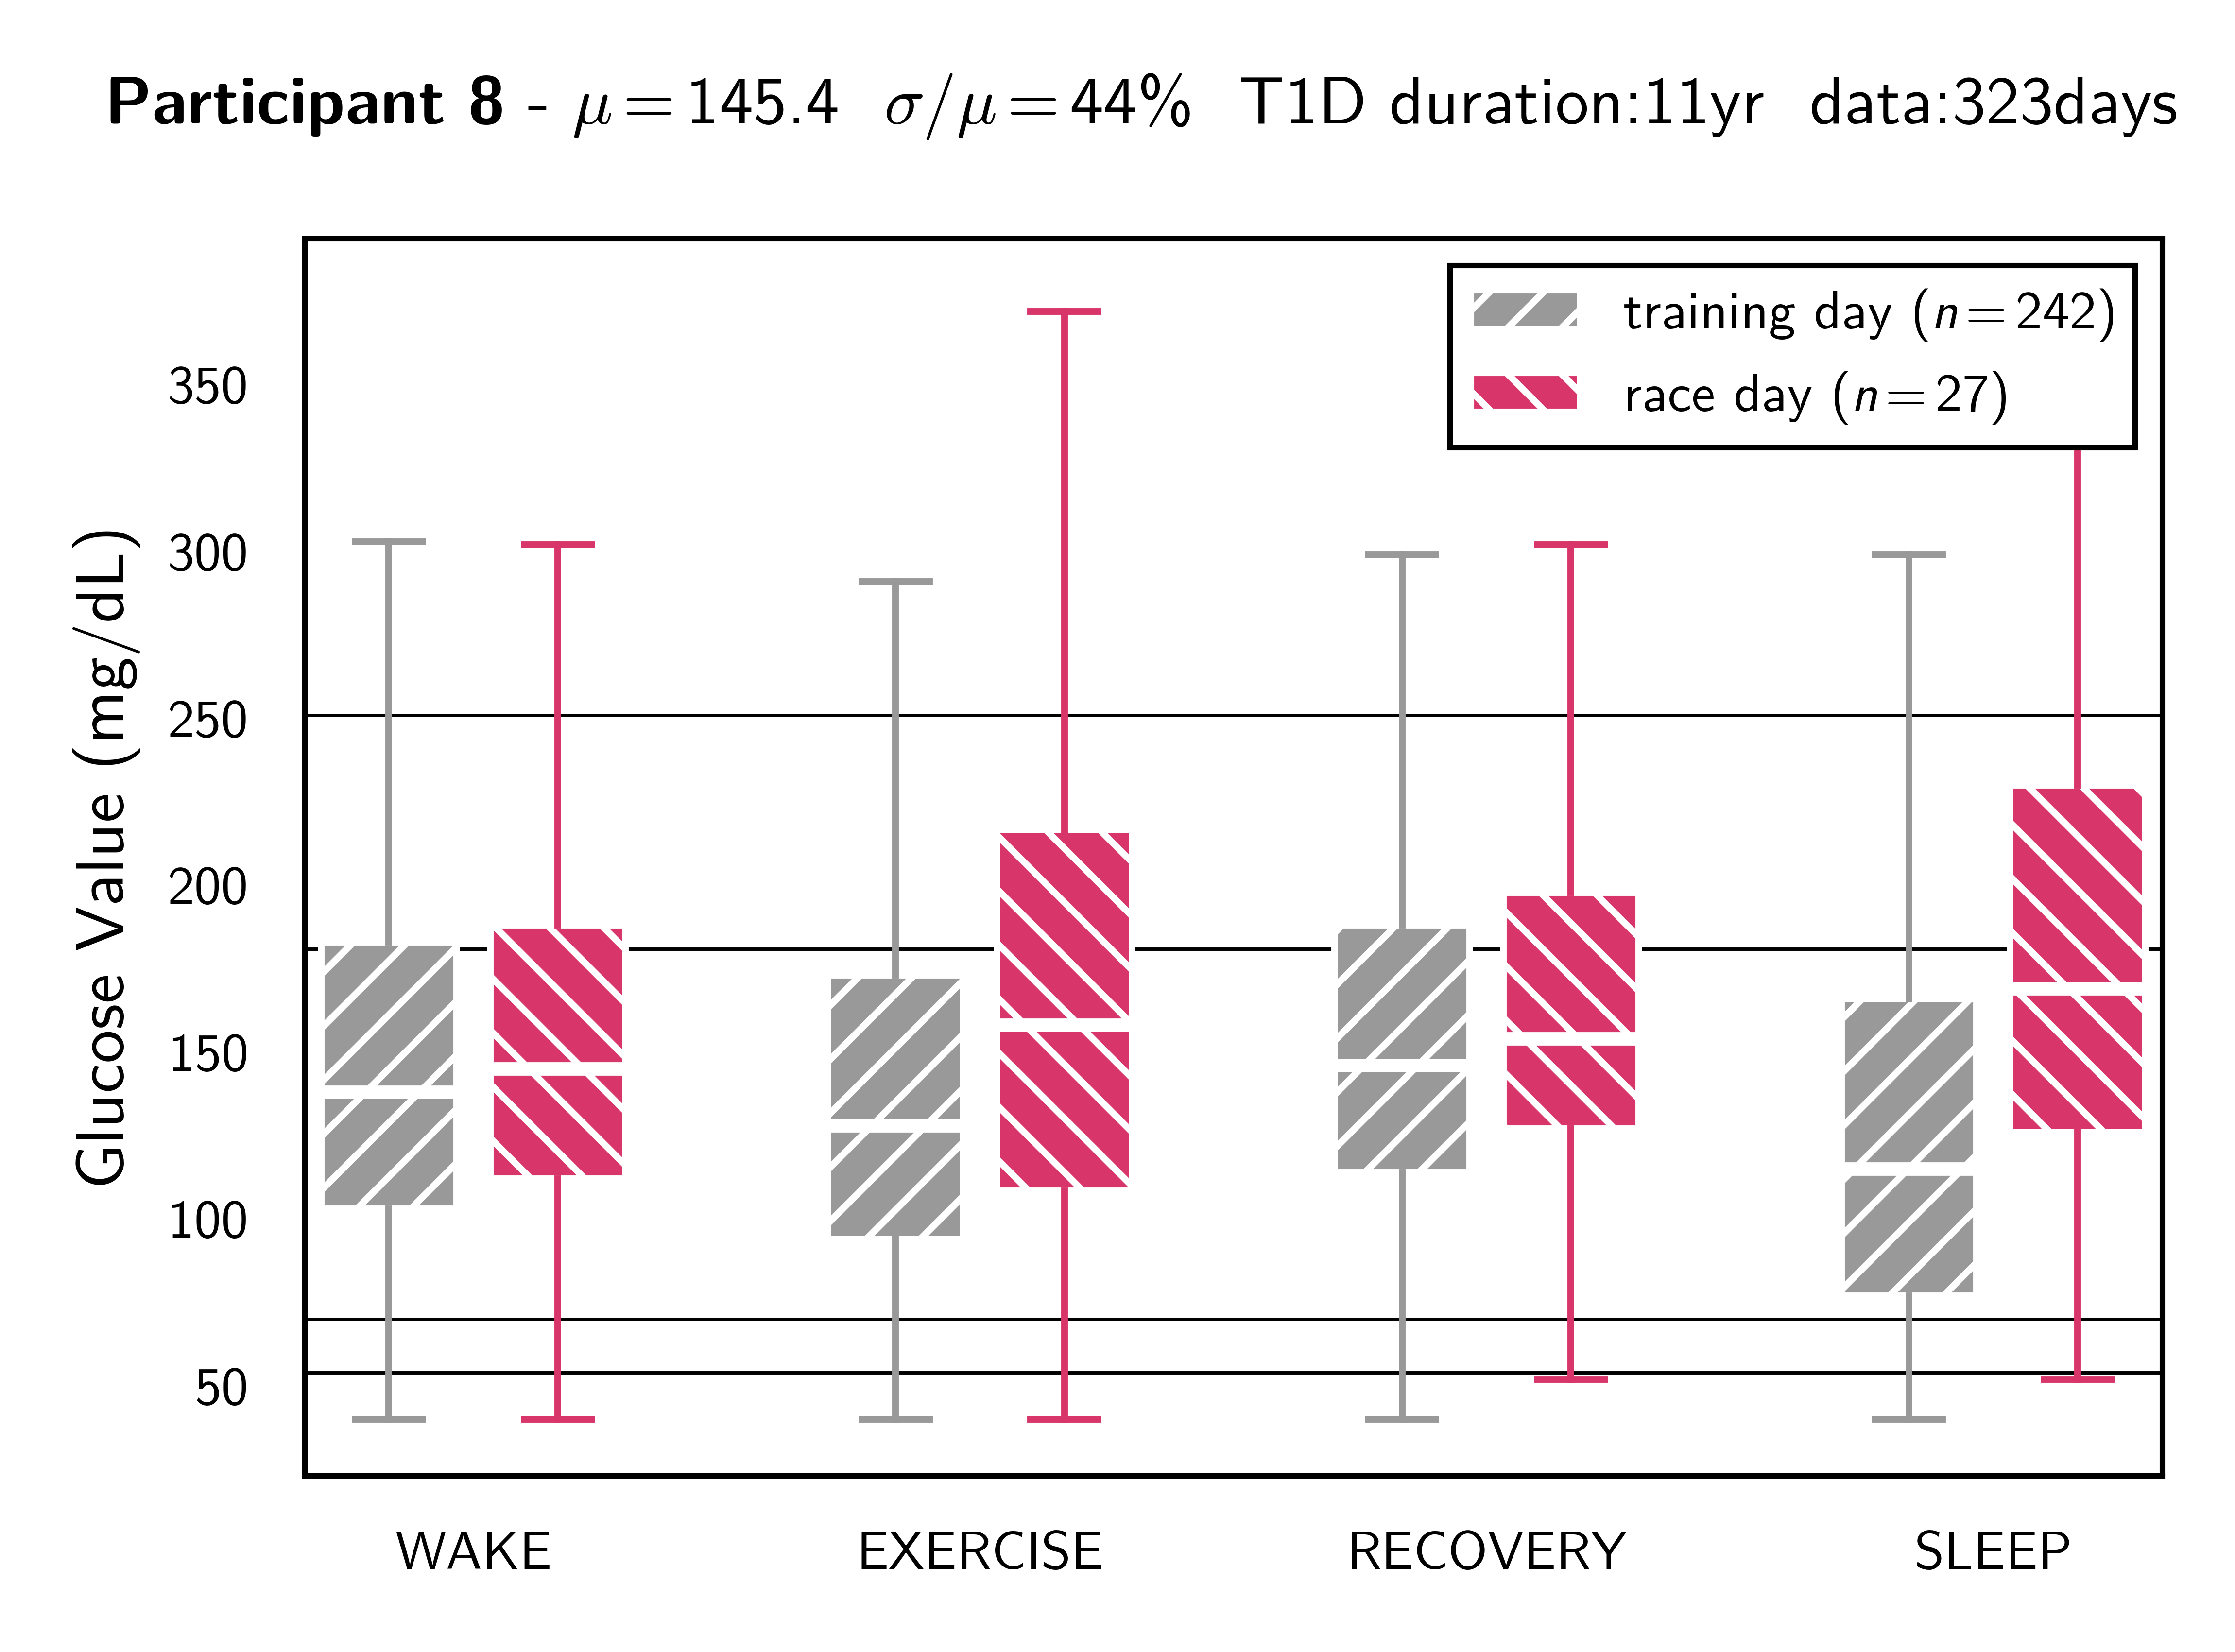 Participant 8 - μ=145.4 σ/μ=44% T1D duration:11yr data:323days
training day (n=242)
race day (n=27)
Glucose Value (mg/dL)
350
300
250
200
150
100
50
WAKE EXERCISE RECOVERY SLEEP